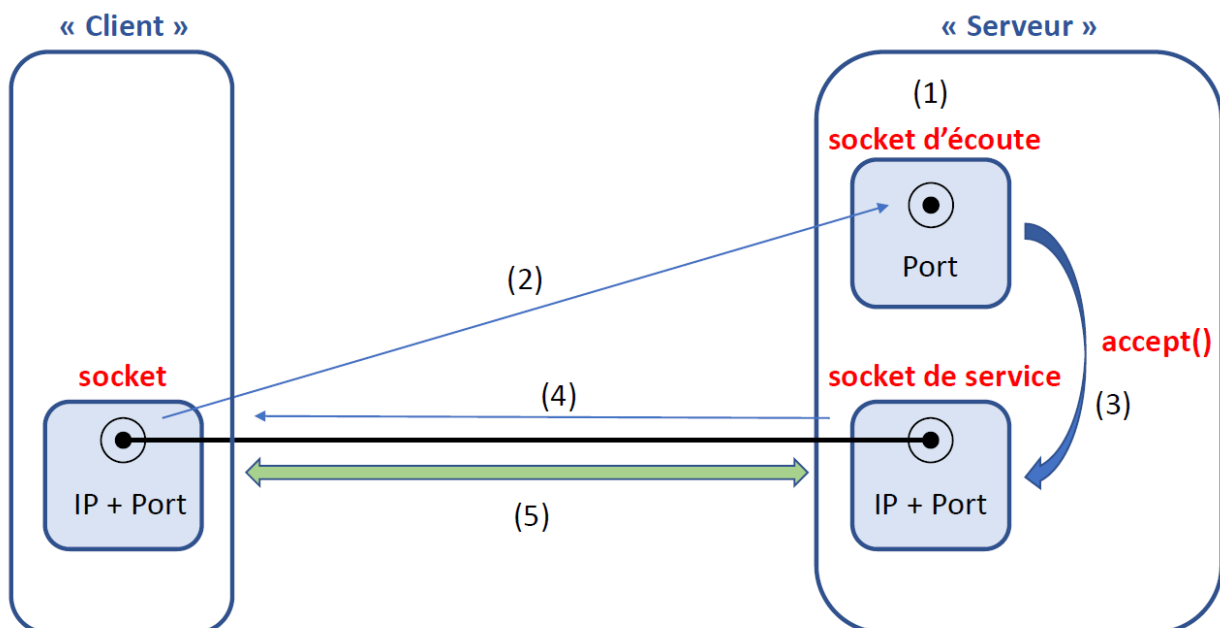 « Client »
« Serveur »
(1)
socket d’écoute
Port
(2)
accept()
socket
socket de service
(3)
(4)
IP + Port
IP + Port
(5)